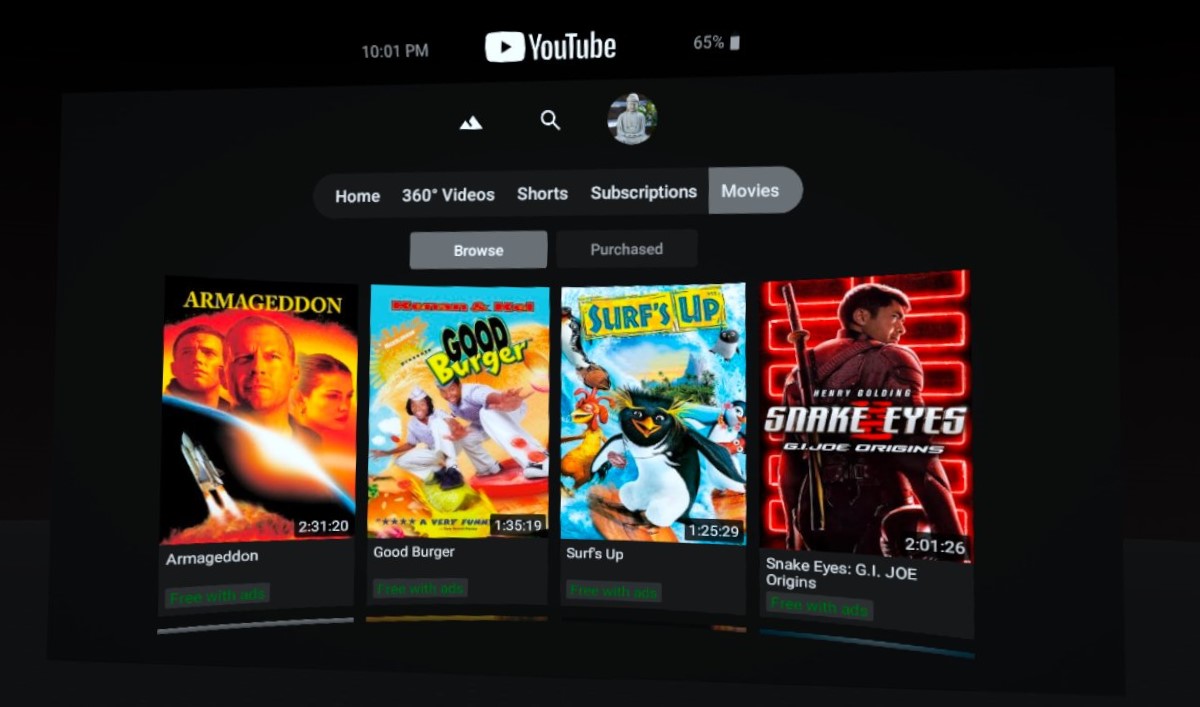 10:01 PM
YouTube
65%
Home
360° Videos
Shorts
Subscriptions
Movies
Browse
Purchased
ARMAGEDDON
2:31:20
Armageddon
Free with ads
Kenan & Kel
GOOD
Burger
★★★★ A VERY FUNN
1:35:19
Good Burger
Free with ads
SURF'S UP
1:25:29
Surf's Up
Free with ads
HENRY GOLDING
SNAKE EYES
G.I. JOE ORIGINS
2:01:26
Snake Eyes: G.I. JOE
Origins
Free with ads